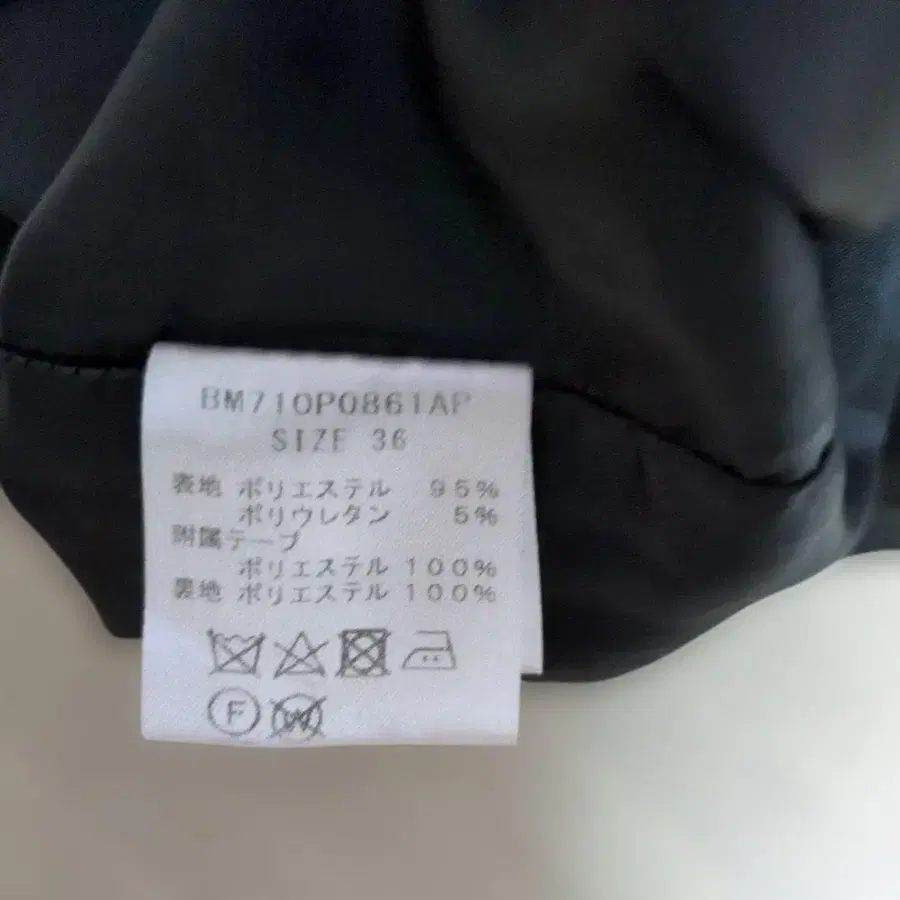 BM710P0861AP
SIZE 36
表地 ポリエステル 95%
ポリウレタン 5%
附属テープ
ポリエステル 100%
裏地 ポリエステル 100%
F
W